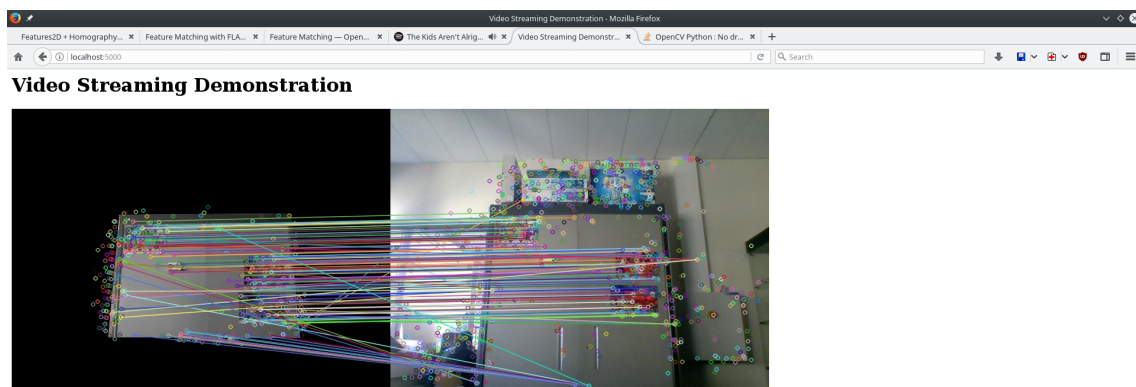 Video Streaming Demonstration - Mozilla Firefox
Features2D + Homography... Feature Matching with FLA... Feature Matching — Open... The Kids Aren't Alrig... Video Streaming Demonstr... OpenCV Python : No dr...
localhost:5000 Search
Video Streaming Demonstration